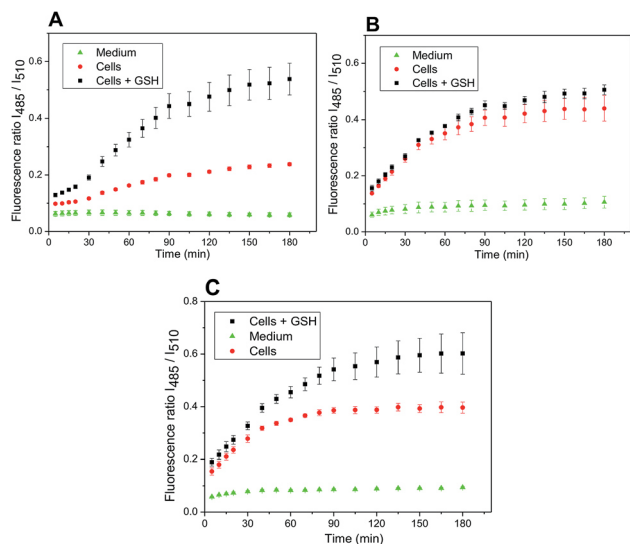 A
Fluorescence ratio I485 / I510
0.6
0.4
0.2
0.0
Medium
Cells
Cells + GSH
0 30 60 90 120 150 180
Time (min)
B
Fluorescence ratio I485 / I510
0.6
0.4
0.2
0.0
Medium
Cells
Cells + GSH
0 30 60 90 120 150 180
Time (min)
C
Fluorescence ratio I485 / I510
0.8
0.6
0.4
0.2
0.0
Cells + GSH
Medium
Cells
0 30 60 90 120 150 180
Time (min)